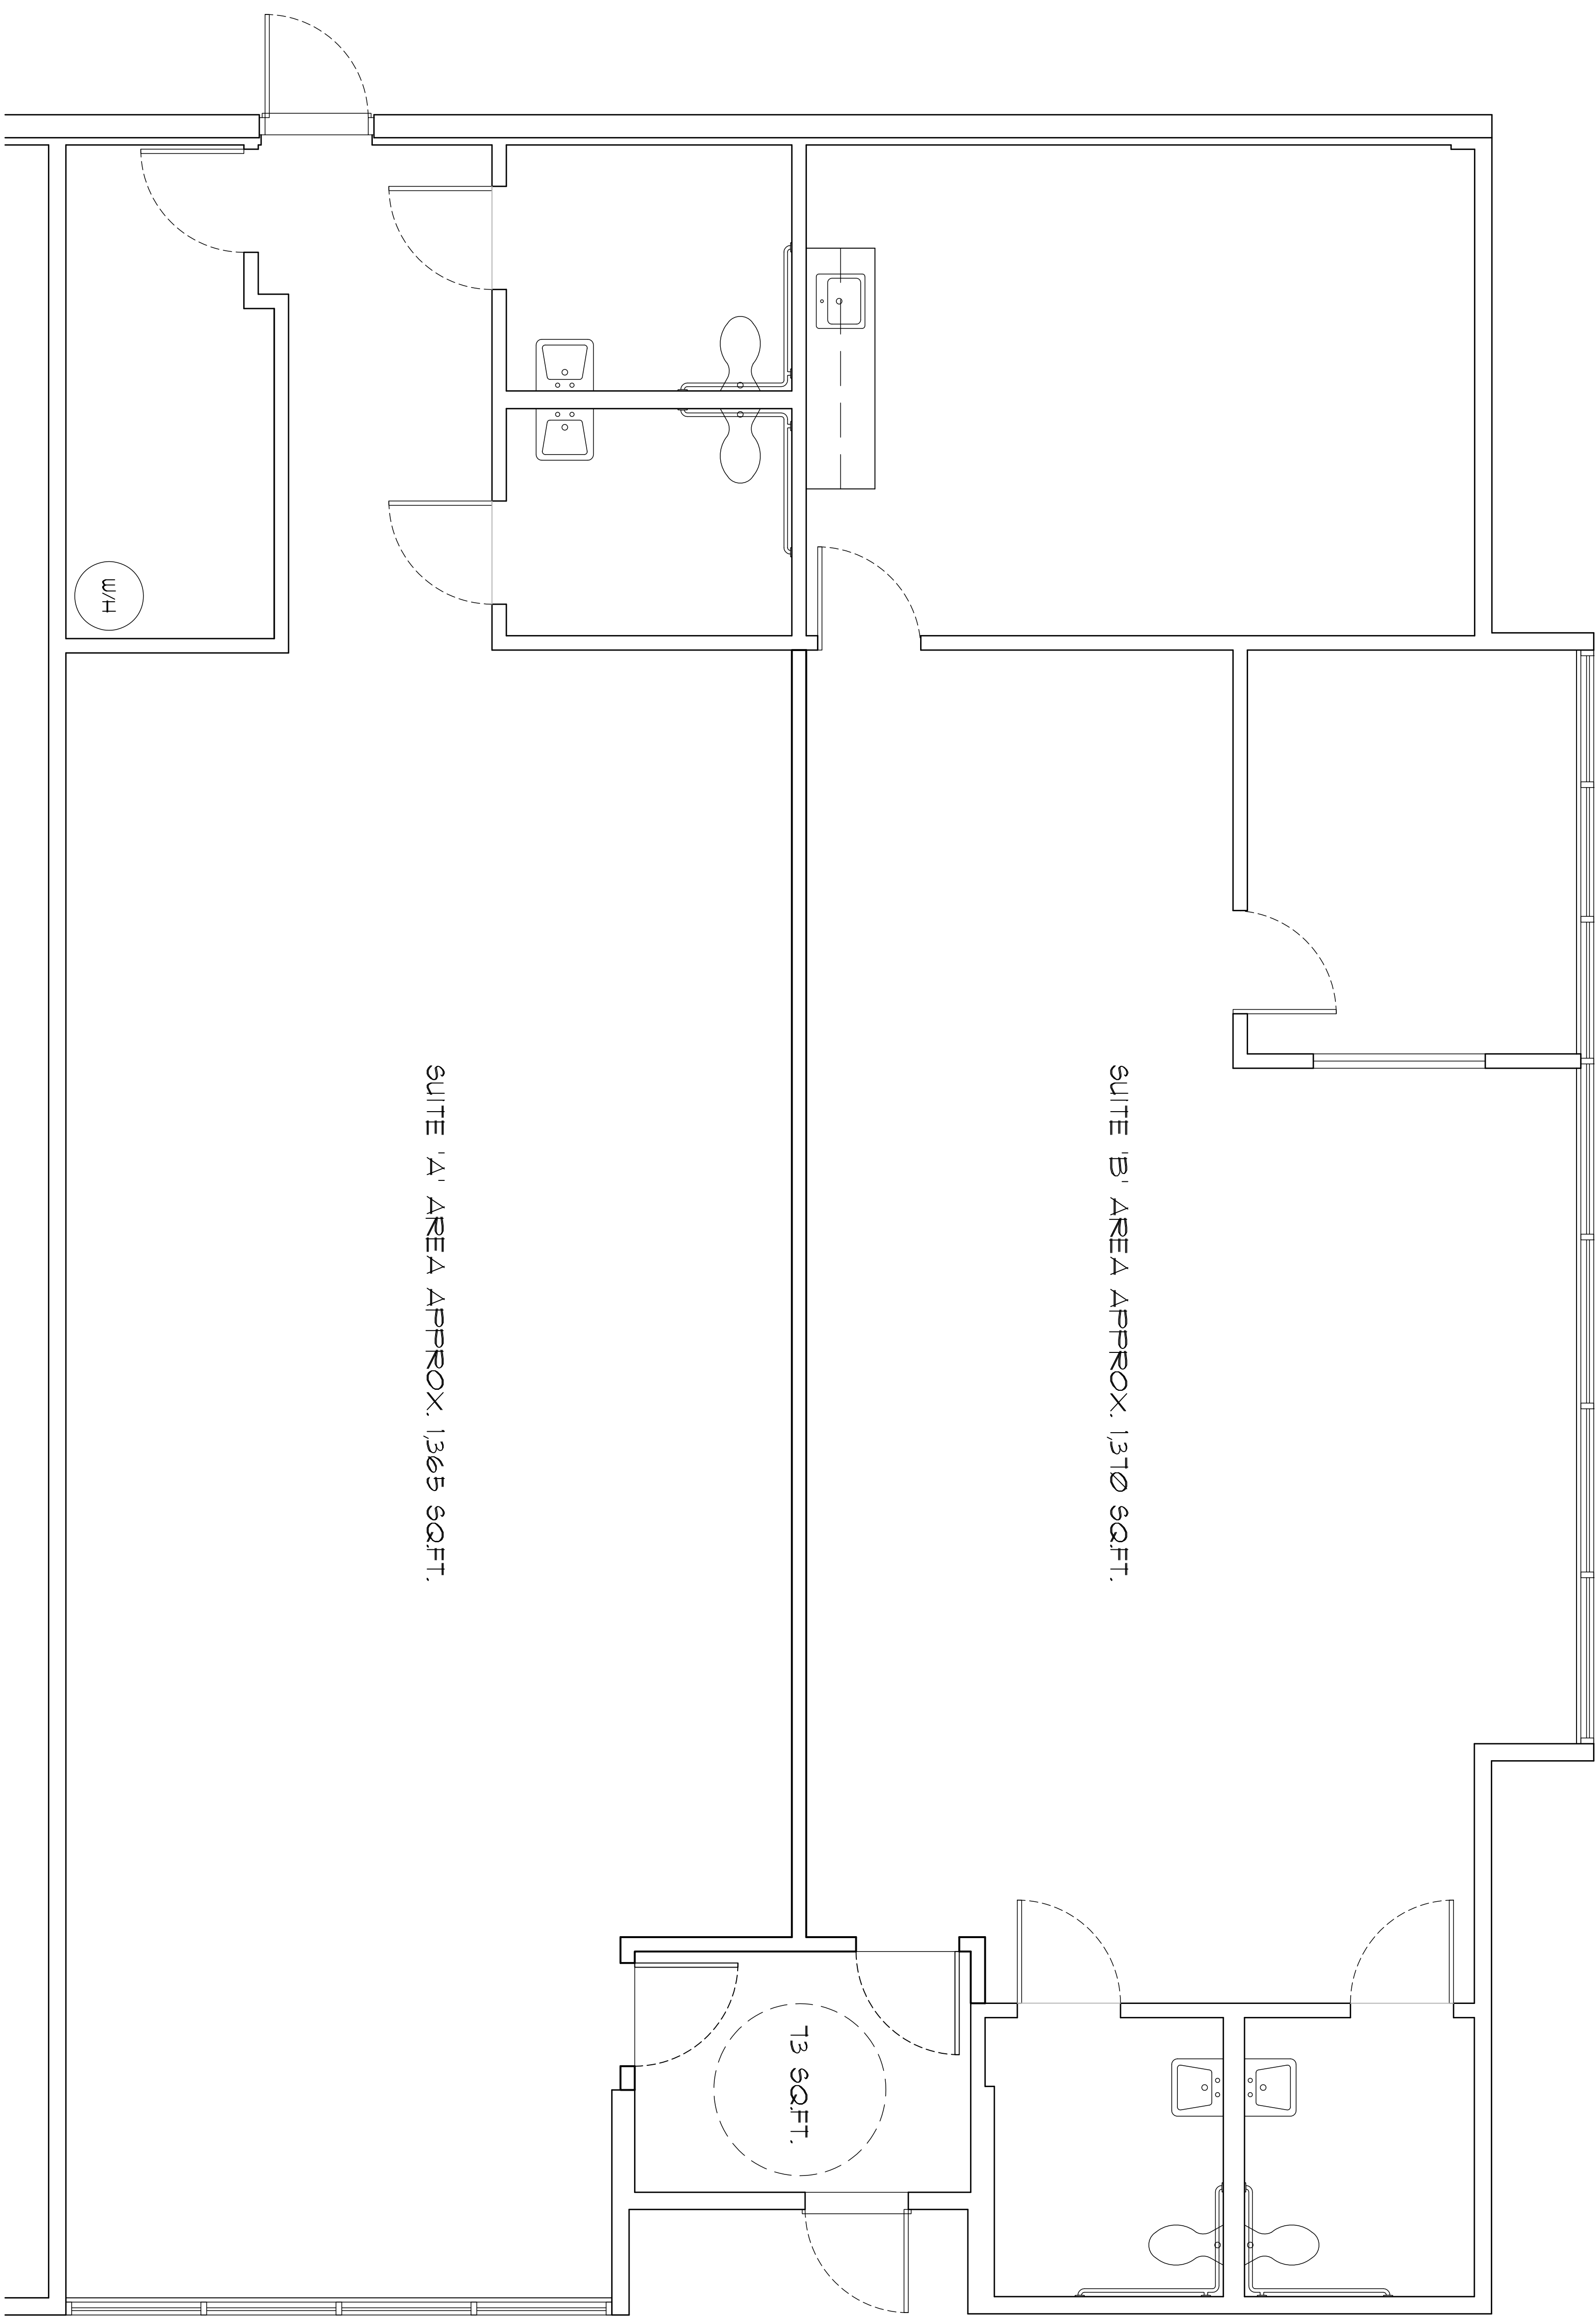 W/H
SUITE 'A' AREA APPROX. 1,365 SQ.FT.
SUITE 'B' AREA APPROX. 1,370 SQ.FT.
73 SQ.FT.